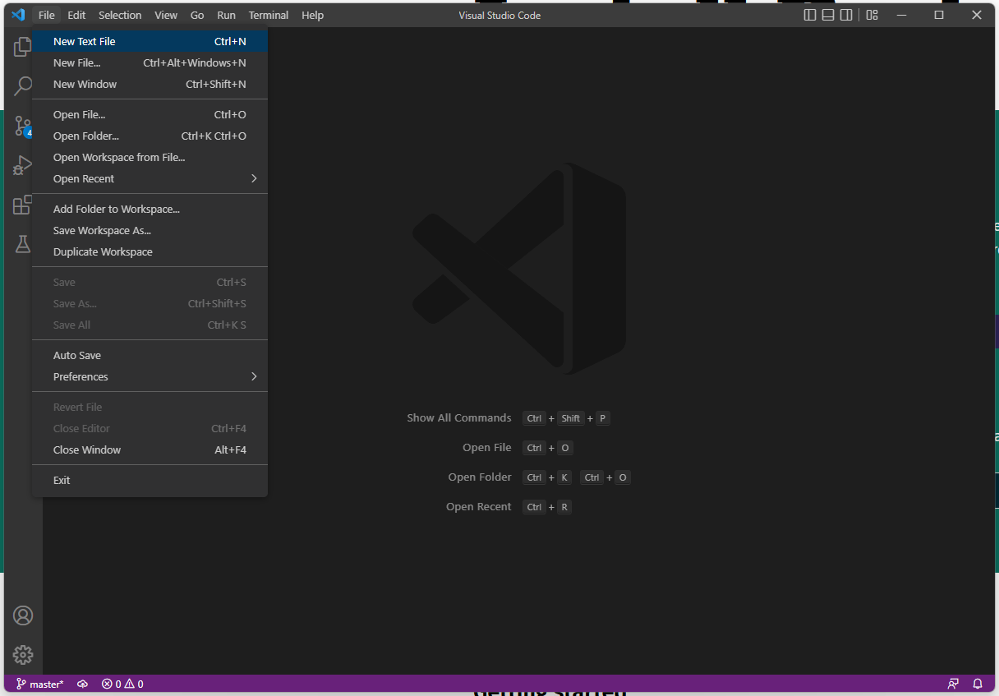 File Edit Selection View Go Run Terminal Help Visual Studio Code
New Text File Ctrl+N
New File... Ctrl+Alt+Windows+N
New Window Ctrl+Shift+N
Open File... Ctrl+O
Open Folder... Ctrl+K Ctrl+O
Open Workspace from File...
Open Recent
Add Folder to Workspace...
Save Workspace As...
Duplicate Workspace
Save Ctrl+S
Save As... Ctrl+Shift+S
Save All Ctrl+K S
Auto Save
Preferences
Revert File
Close Editor Ctrl+F4
Close Window Alt+F4
Exit
4
Show All Commands Ctrl + Shift + P
Open File Ctrl + O
Open Folder Ctrl + K Ctrl + O
Open Recent Ctrl + R
master* 0 0
Getting started